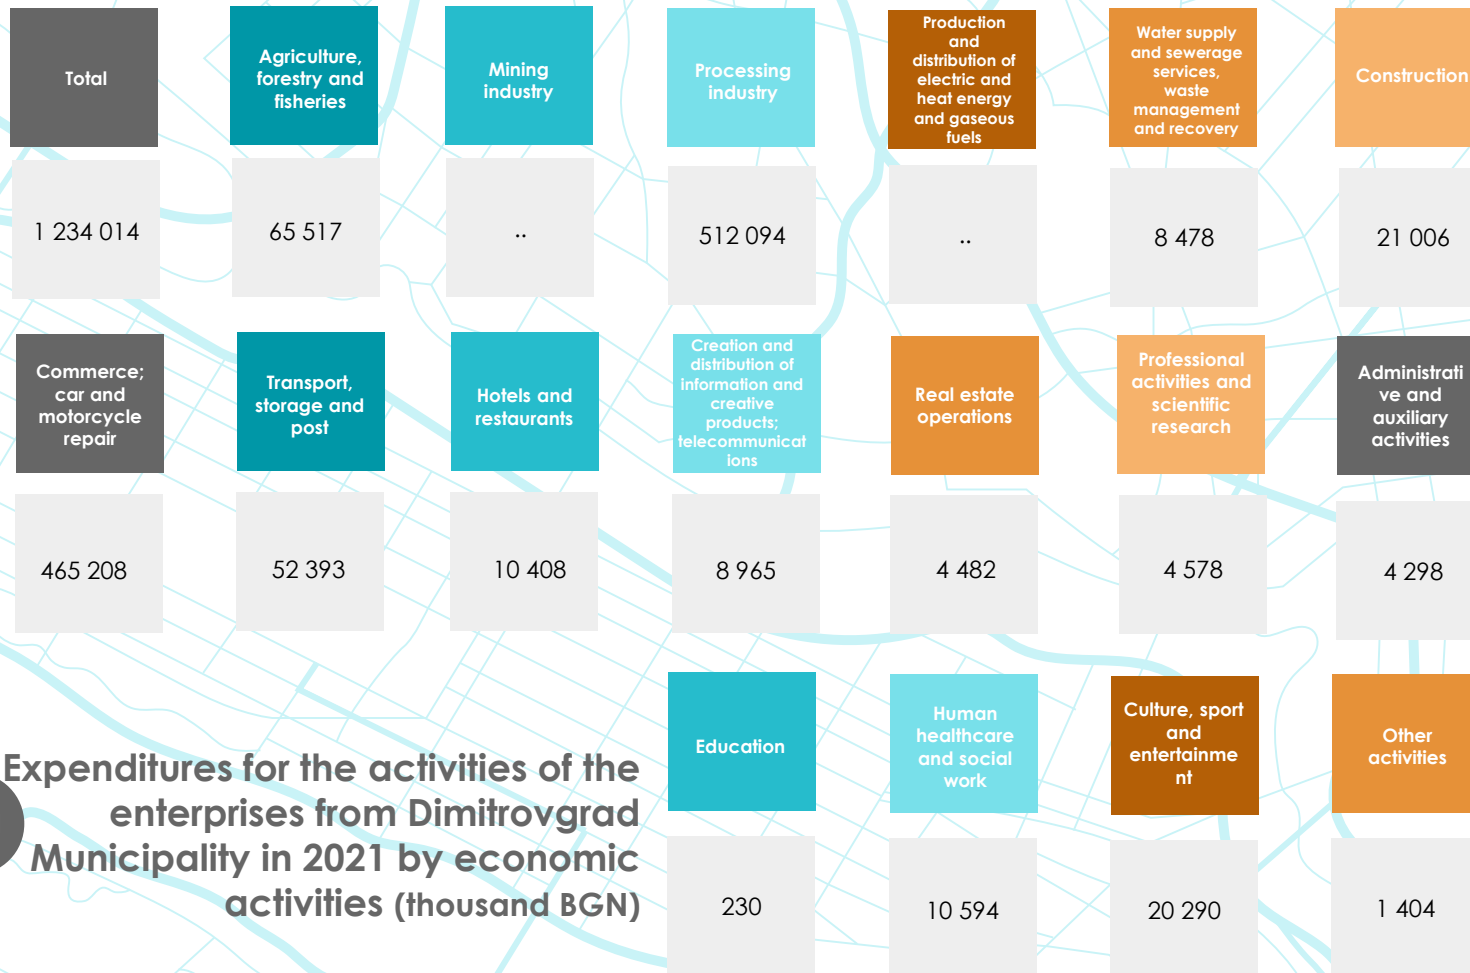 Total
Agriculture,
forestry and
fisheries
Mining
industry
Processing
industry
Production
and
distribution of
electric and
heat energy
and gaseous
fuels
Water supply
and sewerage
services,
waste
management
and recovery
Construction
1 234 014
65 517
..
512 094
..
8 478
21 006
Commerce;
car and
motorcycle
repair
Transport,
storage and
post
Hotels and
restaurants
Creation and
distribution of
information and
creative
products;
telecommunicat
ions
Real estate
operations
Professional
activities and
scientific
research
Administrati
ve and
auxiliary
activities
465 208
52 393
10 408
8 965
4 482
4 578
4 298
Education
Human
healthcare
and social
work
Culture, sport
and
entertainme
nt
Other
activities
230
10 594
20 290
1 404
Expenditures for the activities of the
enterprises from Dimitrovgrad
Municipality in 2021 by economic
activities (thousand BGN)